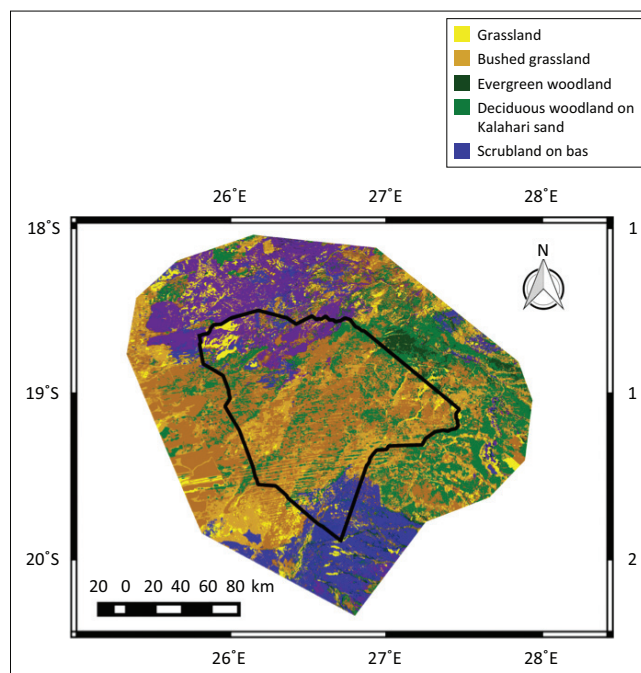 Grassland
Bushed grassland
Evergreen woodland
Deciduous woodland on
Kalahari sand
Scrubland on bas
26˚E 27˚E 28˚E
18˚S 1
N
19˚S 1
20˚S 2
20 0 20 40 60 80 km
26˚E 27˚E 28˚E